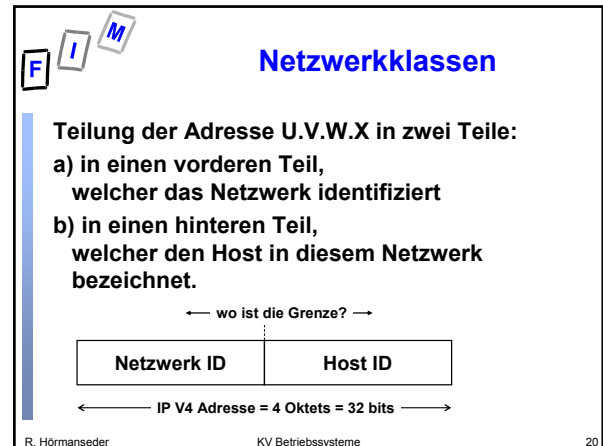 F I M
Netzwerkklassen
Teilung der Adresse U.V.W.X in zwei Teile:
a) in einen vorderen Teil,
welcher das Netzwerk identifiziert
b) in einen hinteren Teil,
welcher den Host in diesem Netzwerk
bezeichnet.
wo ist die Grenze?
Netzwerk ID Host ID
IP V4 Adresse = 4 Oktets = 32 bits
R. Hörmanseder KV Betriebssysteme 20